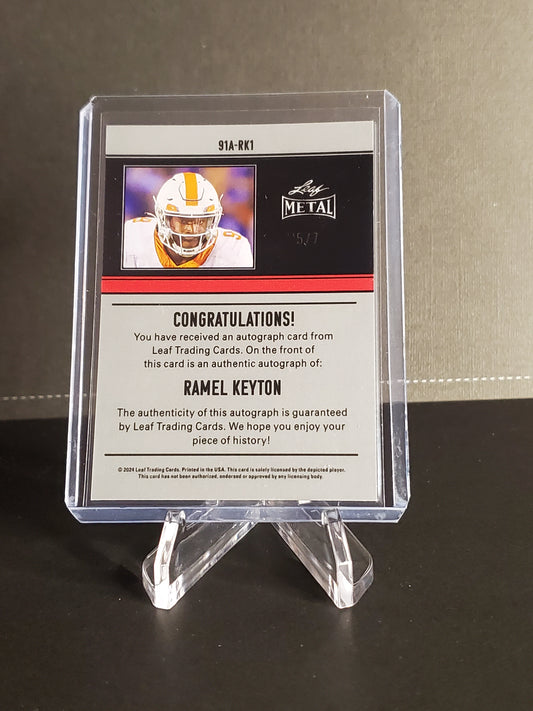 91A-RK1
Leaf
METAL
5/7
CONGRATULATIONS!
You have received an autograph card from
Leaf Trading Cards. On the front of
this card is an authentic autograph of:
RAMEL KEYTON
The authenticity of this autograph is guaranteed
by Leaf Trading Cards. We hope you enjoy your
piece of history!
© 2024 Leaf Trading Cards. Printed in the USA. This card is solely licensed by the depicted player.
This card has not been authorized, endorsed or approved by any licensing body.